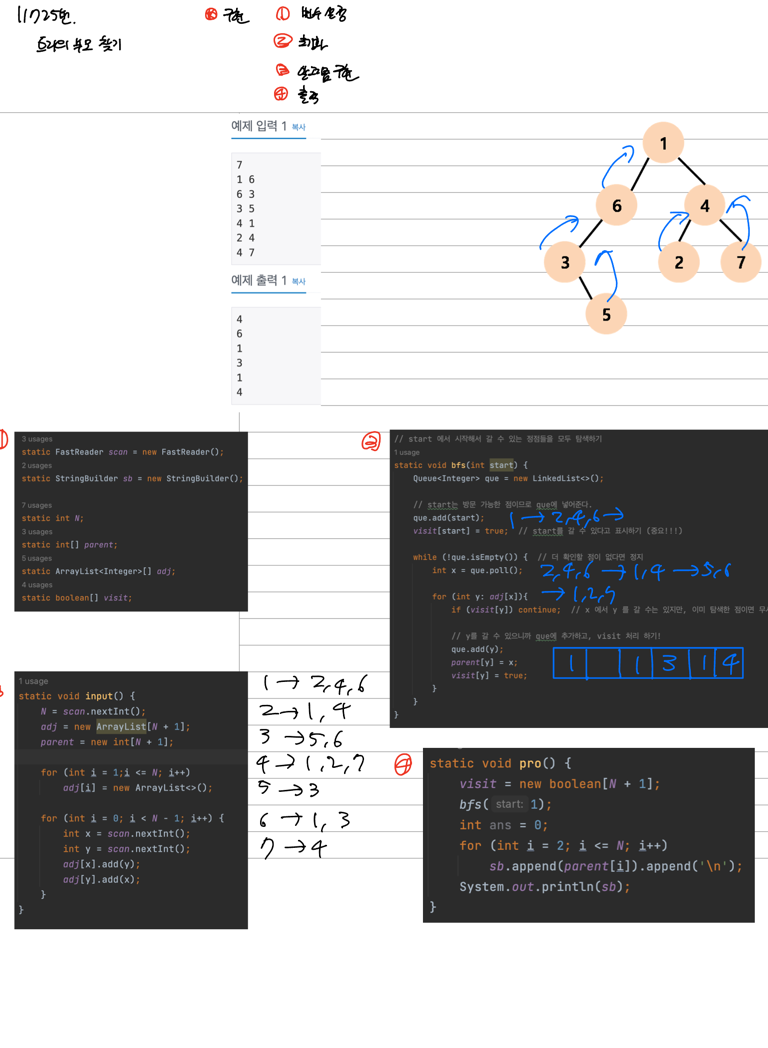 11725번.
트리의 부모 찾기
* 구현 ① 변수 설정
② 초기화
③ 알고리즘 구현
④ 출력
예제 입력 1 복사
7
1 6
6 3
3 5
4 1
2 4
4 7
예제 출력 1 복사
4
6
1
3
1
4
1
6
4
3
2
7
5
①
3 usages
static FastReader scan = new FastReader();
2 usages
static StringBuilder sb = new StringBuilder();
7 usages
static int N;
3 usages
static int[] parent;
5 usages
static ArrayList<Integer>[] adj;
4 usages
static boolean[] visit;
②
// start 에서 시작해서 갈 수 있는 정점들을 모두 탐색하기
1 usage
static void bfs(int start) {
Queue<Integer> que = new LinkedList<>();
// start는 방문 가능한 점이므로 que에 넣어준다.
que.add(start);
1 → 2,4,6 →
visit[start] = true; // start를 갈 수 있다고 표시하기 (중요!!!)
while (!que.isEmpty()) { // 더 확인할 점이 없다면 정지
int x = que.poll();
2,4,6 → 1,4 → 5,6
→ 1,2,7
for (int y: adj[x]){
if (visit[y]) continue; // x 에서 y 를 갈 수는 있지만, 이미 탐색한 점이면 무시
// y를 갈 수 있으니까 que에 추가하고, visit 처리 하기!
que.add(y);
parent[y] = x;
visit[y] = true;
1 1 3 1 4
}
}
}
1 usage
static void input() {
N = scan.nextInt();
adj = new ArrayList[N + 1];
parent = new int[N + 1];
for (int i = 1;i <= N; i++)
adj[i] = new ArrayList<>();
for (int i = 0; i < N - 1; i++) {
int x = scan.nextInt();
int y = scan.nextInt();
adj[x].add(y);
adj[y].add(x);
}
}
1 → 2,4,6
2 → 1, 4
3 → 5,6
4 → 1,2,7
5 → 3
6 → 1, 3
7 → 4
④
static void pro() {
visit = new boolean[N + 1];
bfs( start: 1);
int ans = 0;
for (int i = 2; i <= N; i++)
sb.append(parent[i]).append('\n');
System.out.println(sb);
}